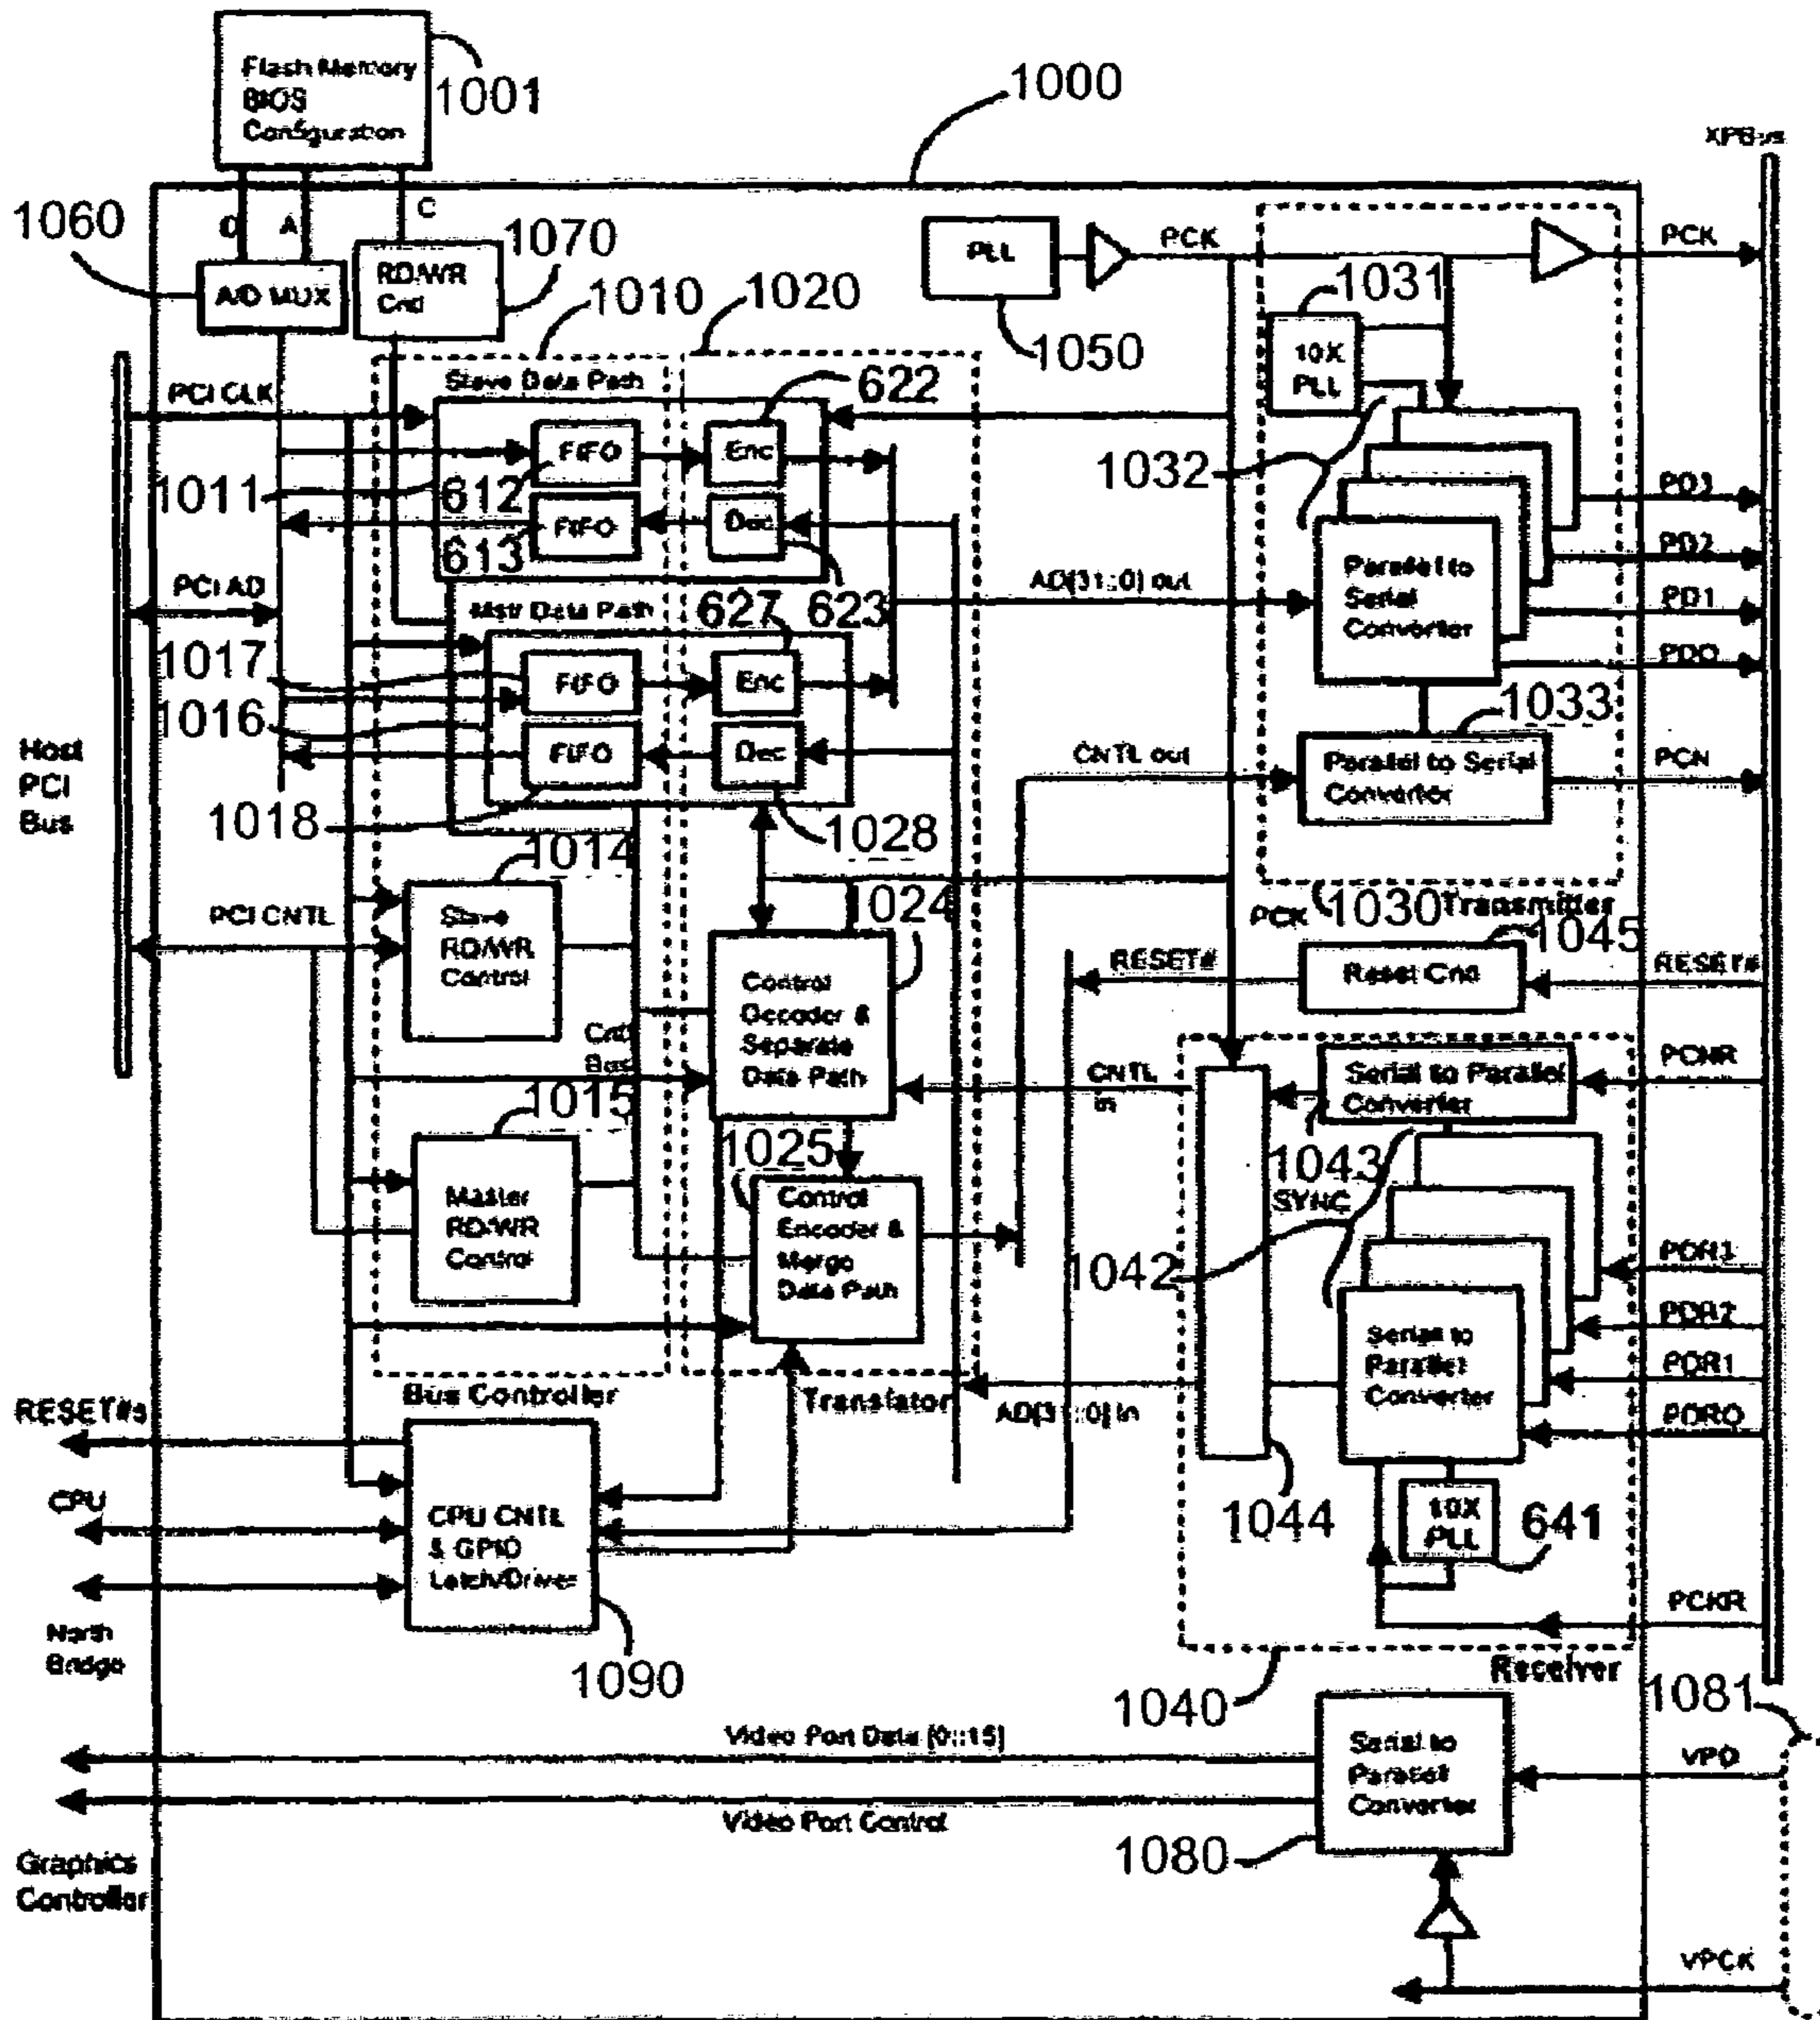 Flash Memory
BIOS
Configuration
1001
1000
XPBus
D
A
C
1060
1070
A/D MUX
RD/WR
Cntl
1010
1020
PLL
PCK
PCK
1050
1031
10X
PLL
PCI CLK
Slave Data Path
622
FIFO
Enc
1011
612
FIFO
Dec
613
1032
PD3
PD2
PD1
PD0
Parallel to
Serial
Converter
AD[31::0] out
PCI AD
Mstr Data Path
627
623
1017
FIFO
Enc
1016
FIFO
Dec
1018
1028
1033
CNTL out
Parallel to Serial
Converter
PCN
Host
PCI
Bus
1014
1024
PCK
1030
Transmitter
1045
PCI CNTL
Slave
RD/WR
Control
RESET#
Reset Cntl
RESET#
Control
Decoder &
Separate
Data Path
Cntl
Bus
CNTL
in
Serial to Parallel
Converter
PCNR
1015
1025
1043
SYNC
1042
Master
RD/WR
Control
Control
Encoder &
Merge
Data Path
PDR3
PDR2
PDR1
PDR0
Serial to
Parallel
Converter
Bus Controller
Translator
AD[31::0] in
RESET#s
CPU
CPU CNTL
& GPIO
Latch/Driver
1044
10X
PLL
641
PCKR
North
Bridge
1090
Receiver
1040
1081
Video Port Data [0::15]
Serial to
Parallel
Converter
VPD
Video Port Control
1080
Graphics
Controller
VPCK